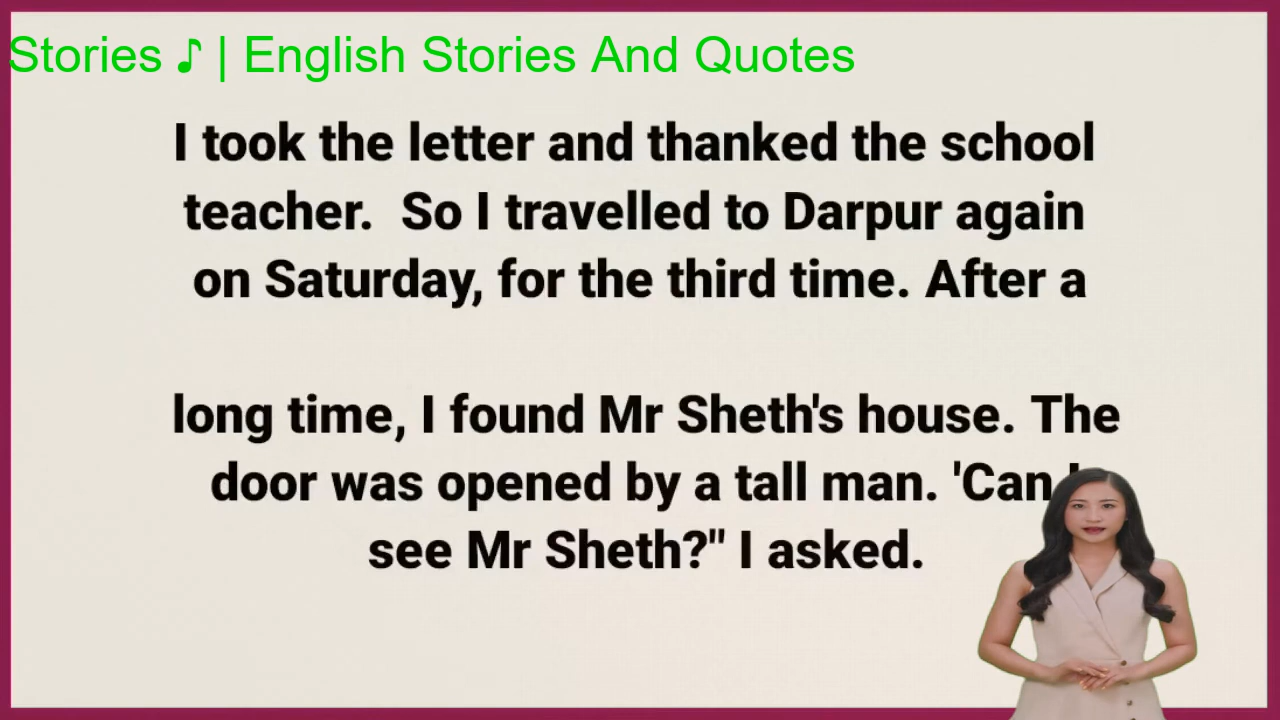 Stories ♪ | English Stories And Quotes
I took the letter and thanked the school
teacher. So I travelled to Darpur again
on Saturday, for the third time. After a
long time, I found Mr Sheth's house. The
door was opened by a tall man. 'Can
see Mr Sheth?" I asked.